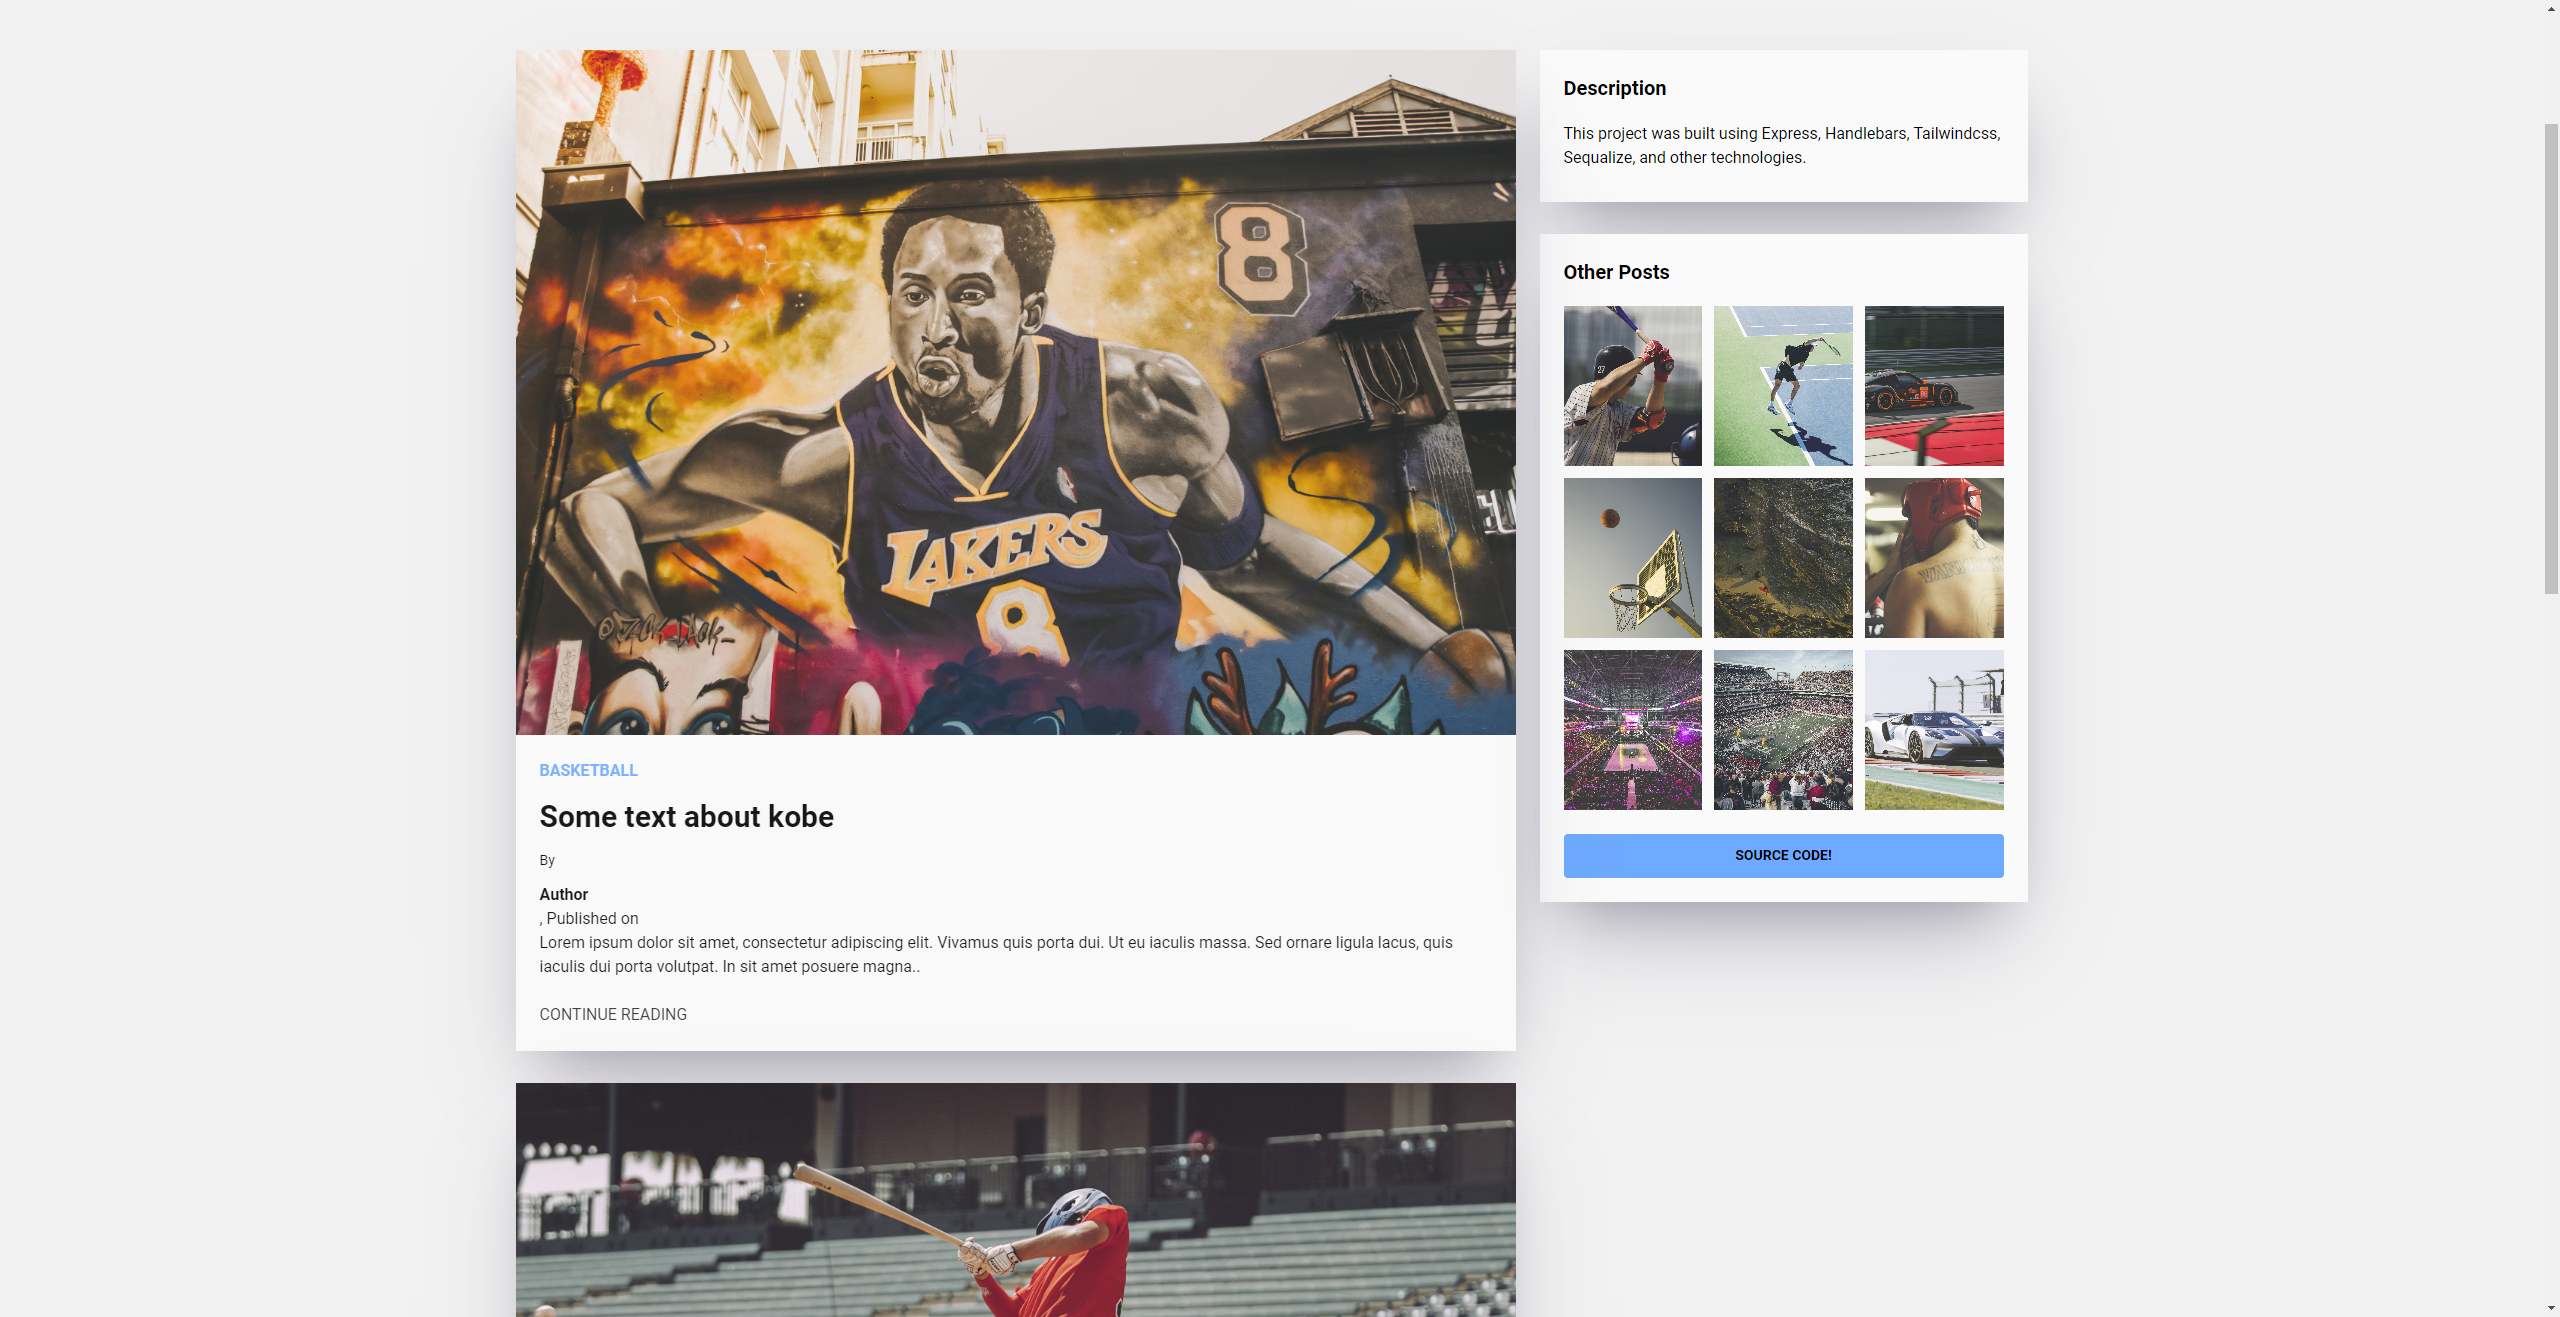 8
LAKERS
8
@JACK_JACK_
BASKETBALL
Some text about kobe
By
Author
, Published on
Lorem ipsum dolor sit amet, consectetur adipiscing elit. Vivamus quis porta dui. Ut eu iaculis massa. Sed ornare ligula lacus, quis
iaculis dui porta volutpat. In sit amet posuere magna..
CONTINUE READING
Description
This project was built using Express, Handlebars, Tailwindcss,
Sequalize, and other technologies.
Other Posts
27
SOURCE CODE!